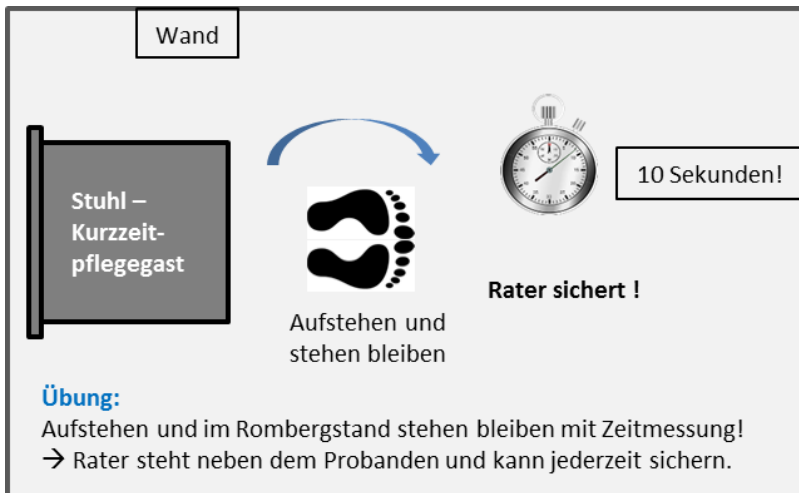 Wand
Stuhl –
Kurzzeit-
pflegegast
10 Sekunden!
Rater sichert !
Aufstehen und
stehen bleiben
Übung:
Aufstehen und im Rombergstand stehen bleiben mit Zeitmessung!
→ Rater steht neben dem Probanden und kann jederzeit sichern.